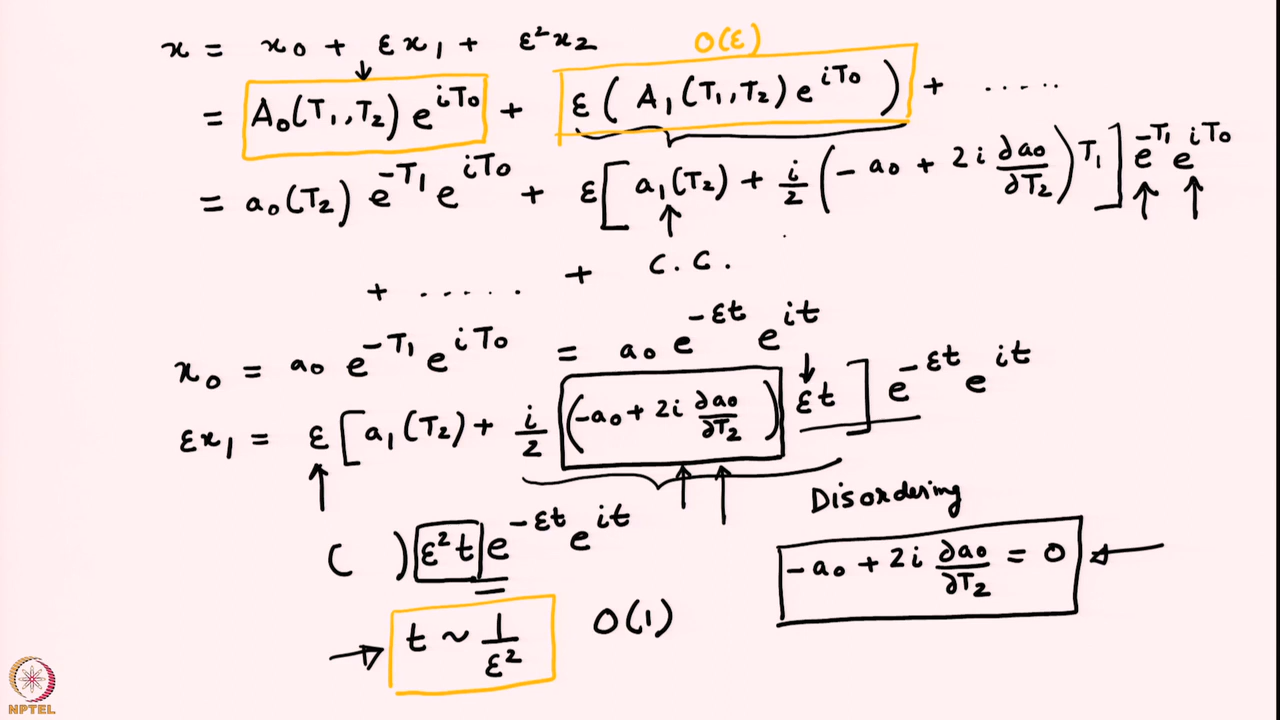 x = x₀ + εx₁ + ε²x₂ O(ε)
= A₀(T₁,T₂) e^{iT₀} + ε( A₁(T₁,T₂) e^{iT₀} ) + .....
= a₀(T₂) e^{-T₁} e^{iT₀} + ε[ a₁(T₂) + i/2 ( -a₀ + 2i ∂a₀/∂T₂ ) T₁ ] e^{-T₁} e^{iT₀}
+ ..... + C.C.
x₀ = a₀ e^{-T₁} e^{iT₀} = a₀ e^{-εt} e^{it}
εx₁ = ε[ a₁(T₂) + i/2 ( -a₀ + 2i ∂a₀/∂T₂ ) εt ] e^{-εt} e^{it}
Disordering
( ) ε²t e^{-εt} e^{it}
-a₀ + 2i ∂a₀/∂T₂ = 0
t ~ 1/ε² O(1)
NPTEL